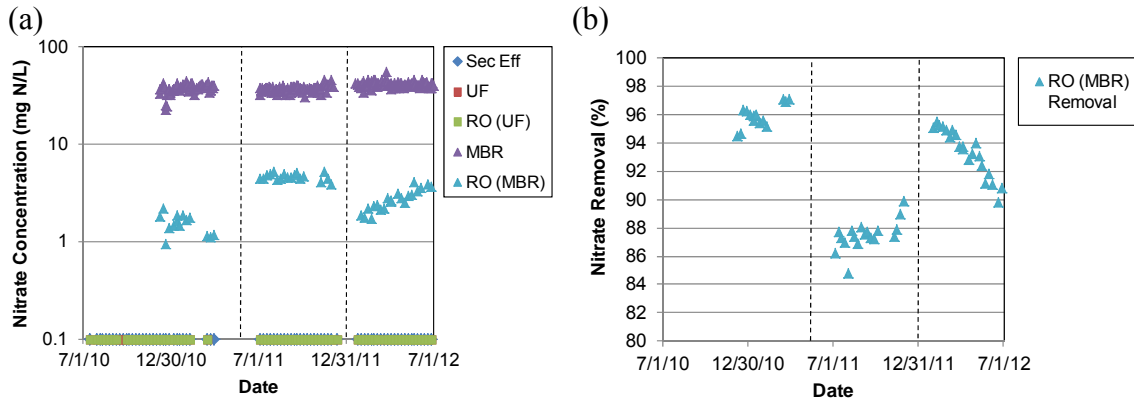 (a)
Nitrate Concentration (mg N/L)
100
10
1
0.1
7/1/10
12/30/10
7/1/11
12/31/11
7/1/12
Date
Sec Eff
UF
RO (UF)
MBR
RO (MBR)
(b)
Nitrate Removal (%)
100
98
96
94
92
90
88
86
84
82
80
7/1/10
12/30/10
7/1/11
12/31/11
7/1/12
Date
RO (MBR)
Removal